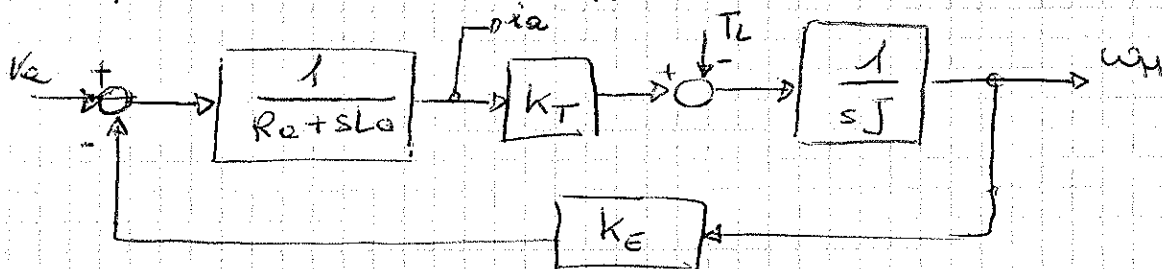 Va + - 1 / Ra + sLa ia KT + TL - 1 / sJ ωM
KE